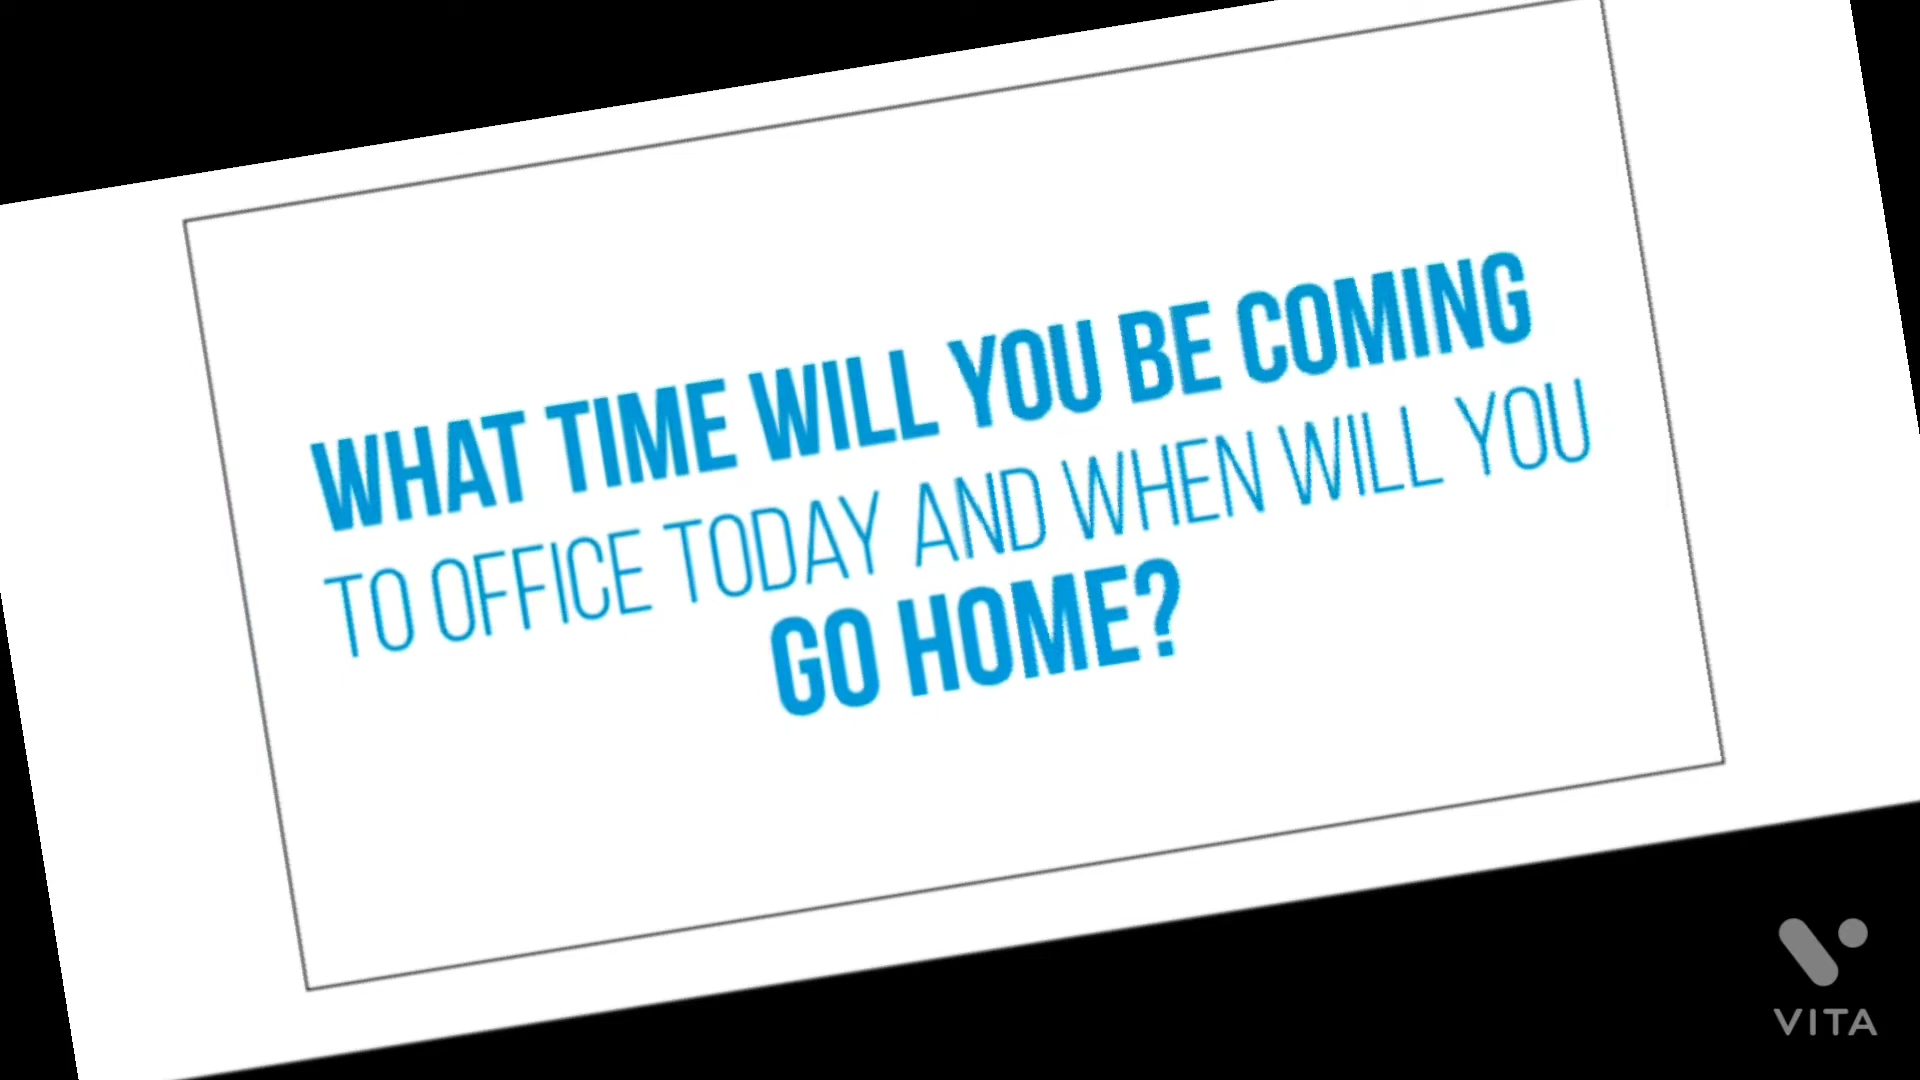 WHAT TIME WILL YOU BE COMING
TO OFFICE TODAY AND WHEN WILL YOU
GO HOME?
VITA